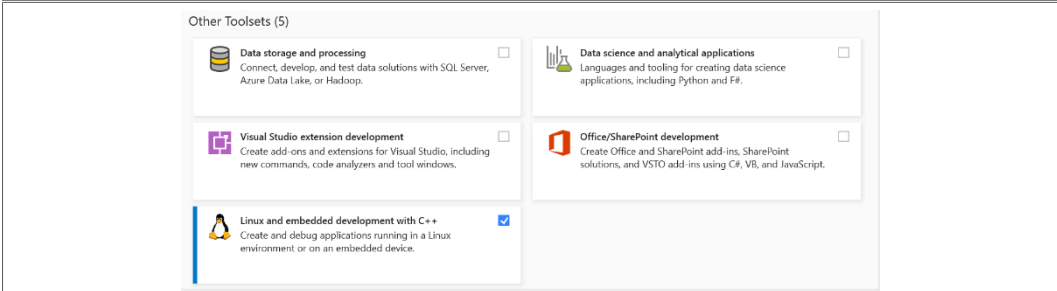 Other Toolsets (5)
Data storage and processing
Connect, develop, and test data solutions with SQL Server,
Azure Data Lake, or Hadoop.
Data science and analytical applications
Languages and tooling for creating data science
applications, including Python and F#.
Visual Studio extension development
Create add-ons and extensions for Visual Studio, including
new commands, code analyzers and tool windows.
Office/SharePoint development
Create Office and SharePoint add-ins, SharePoint
solutions, and VSTO add-ins using C#, VB, and JavaScript.
Linux and embedded development with C++
Create and debug applications running in a Linux
environment or on an embedded device.